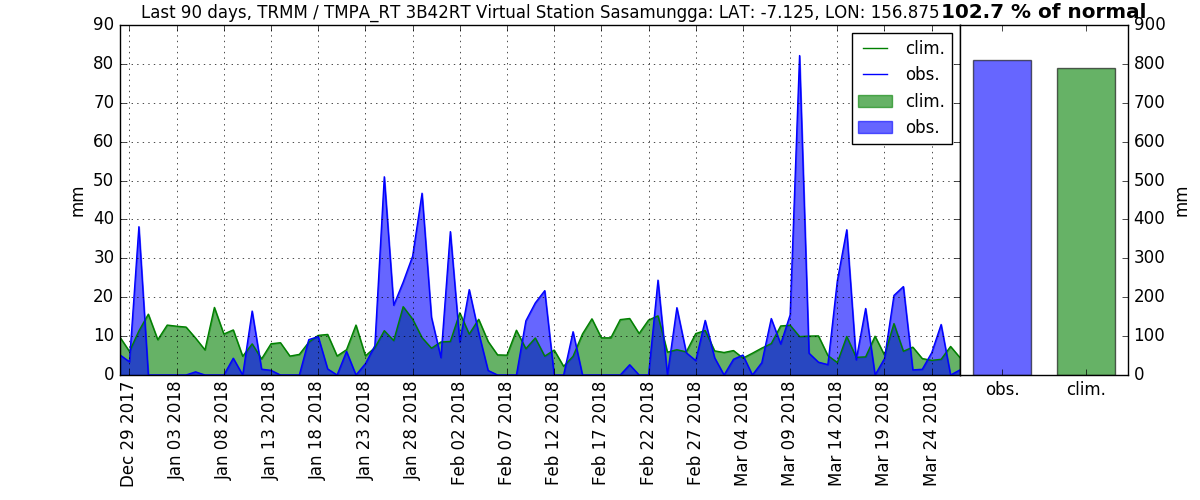 Last 90 days, TRMM / TMPA_RT 3B42RT Virtual Station Sasamungga: LAT: -7.125, LON: 156.875 102.7 % of normal
90
80
70
60
50
40
30
20
10
0
mm
clim.
obs.
clim.
obs.
900
800
700
600
500
400
300
200
100
0
mm
Dec 29 2017
Jan 03 2018
Jan 08 2018
Jan 13 2018
Jan 18 2018
Jan 23 2018
Jan 28 2018
Feb 02 2018
Feb 07 2018
Feb 12 2018
Feb 17 2018
Feb 22 2018
Feb 27 2018
Mar 04 2018
Mar 09 2018
Mar 14 2018
Mar 19 2018
Mar 24 2018
obs.
clim.